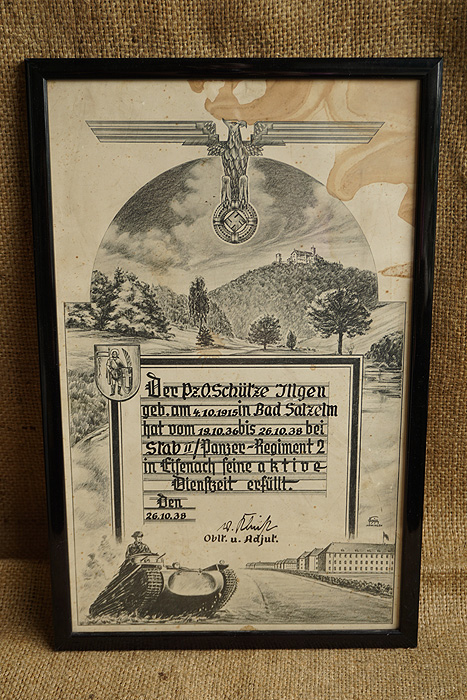 Der Pz.O.Schütze Illgen
geb. am 4.10.1915 in Bad Salzelm
hat vom 19.10.36 bis 26.10.38 bei
Stab II/Panzer-Regiment 2
in Eisenach seine aktive
Dienstzeit erfüllt.
Den
26.10.38
Oblt. u. Adjut.